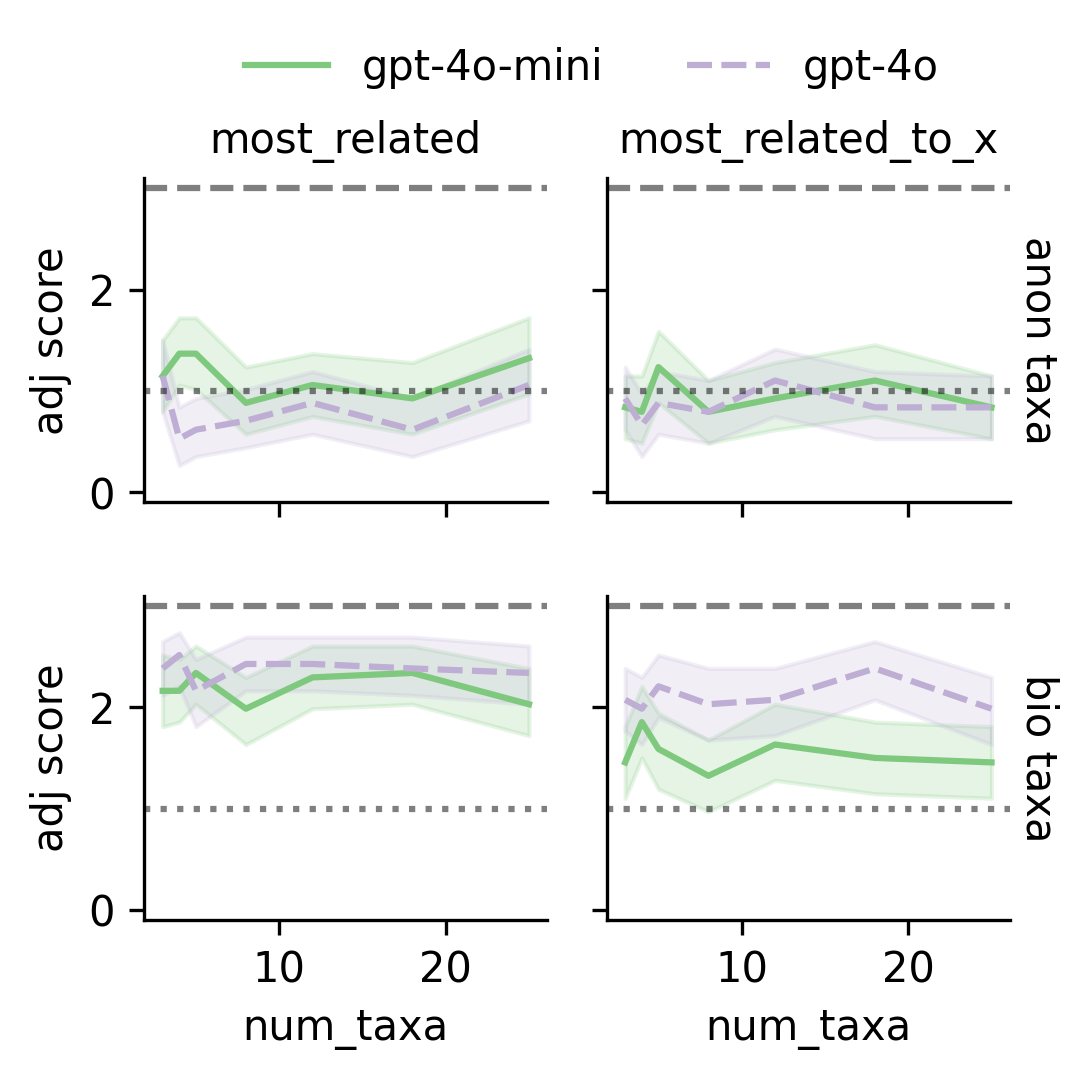 gpt-4o-mini gpt-4o
most_related most_related_to_x
adj score
2
0
anon taxa
adj score
2
0
bio taxa
10 20 10 20
num_taxa num_taxa